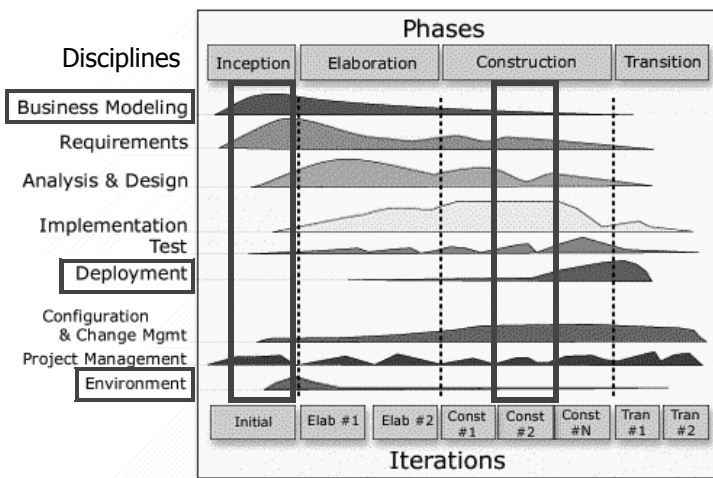 Phases
Disciplines
Inception
Elaboration
Construction
Transition
Business Modeling
Requirements
Analysis & Design
Implementation
Test
Deployment
Configuration
& Change Mgmt
Project Management
Environment
Initial
Elab #1
Elab #2
Const
#1
Const
#2
Const
#N
Tran
#1
Tran
#2
Iterations